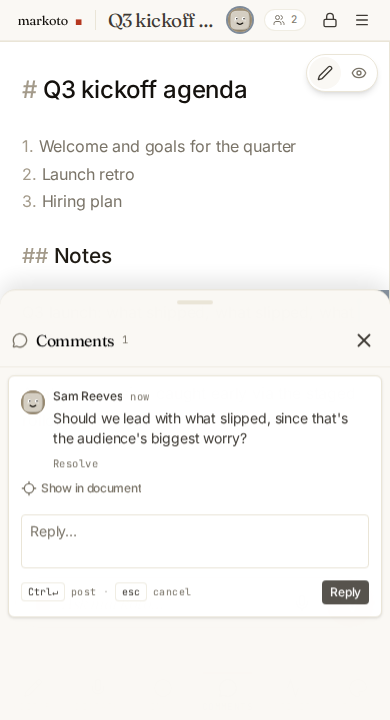 markoto
Q3 kickoff ...
2
# Q3 kickoff agenda
1. Welcome and goals for the quarter
2. Launch retro
3. Hiring plan
## Notes
Comments 1
Sam Reeves now
Should we lead with what slipped, since that's
the audience's biggest worry?
Resolve
Show in document
Reply...
Ctrl↵ post · esc cancel
Reply